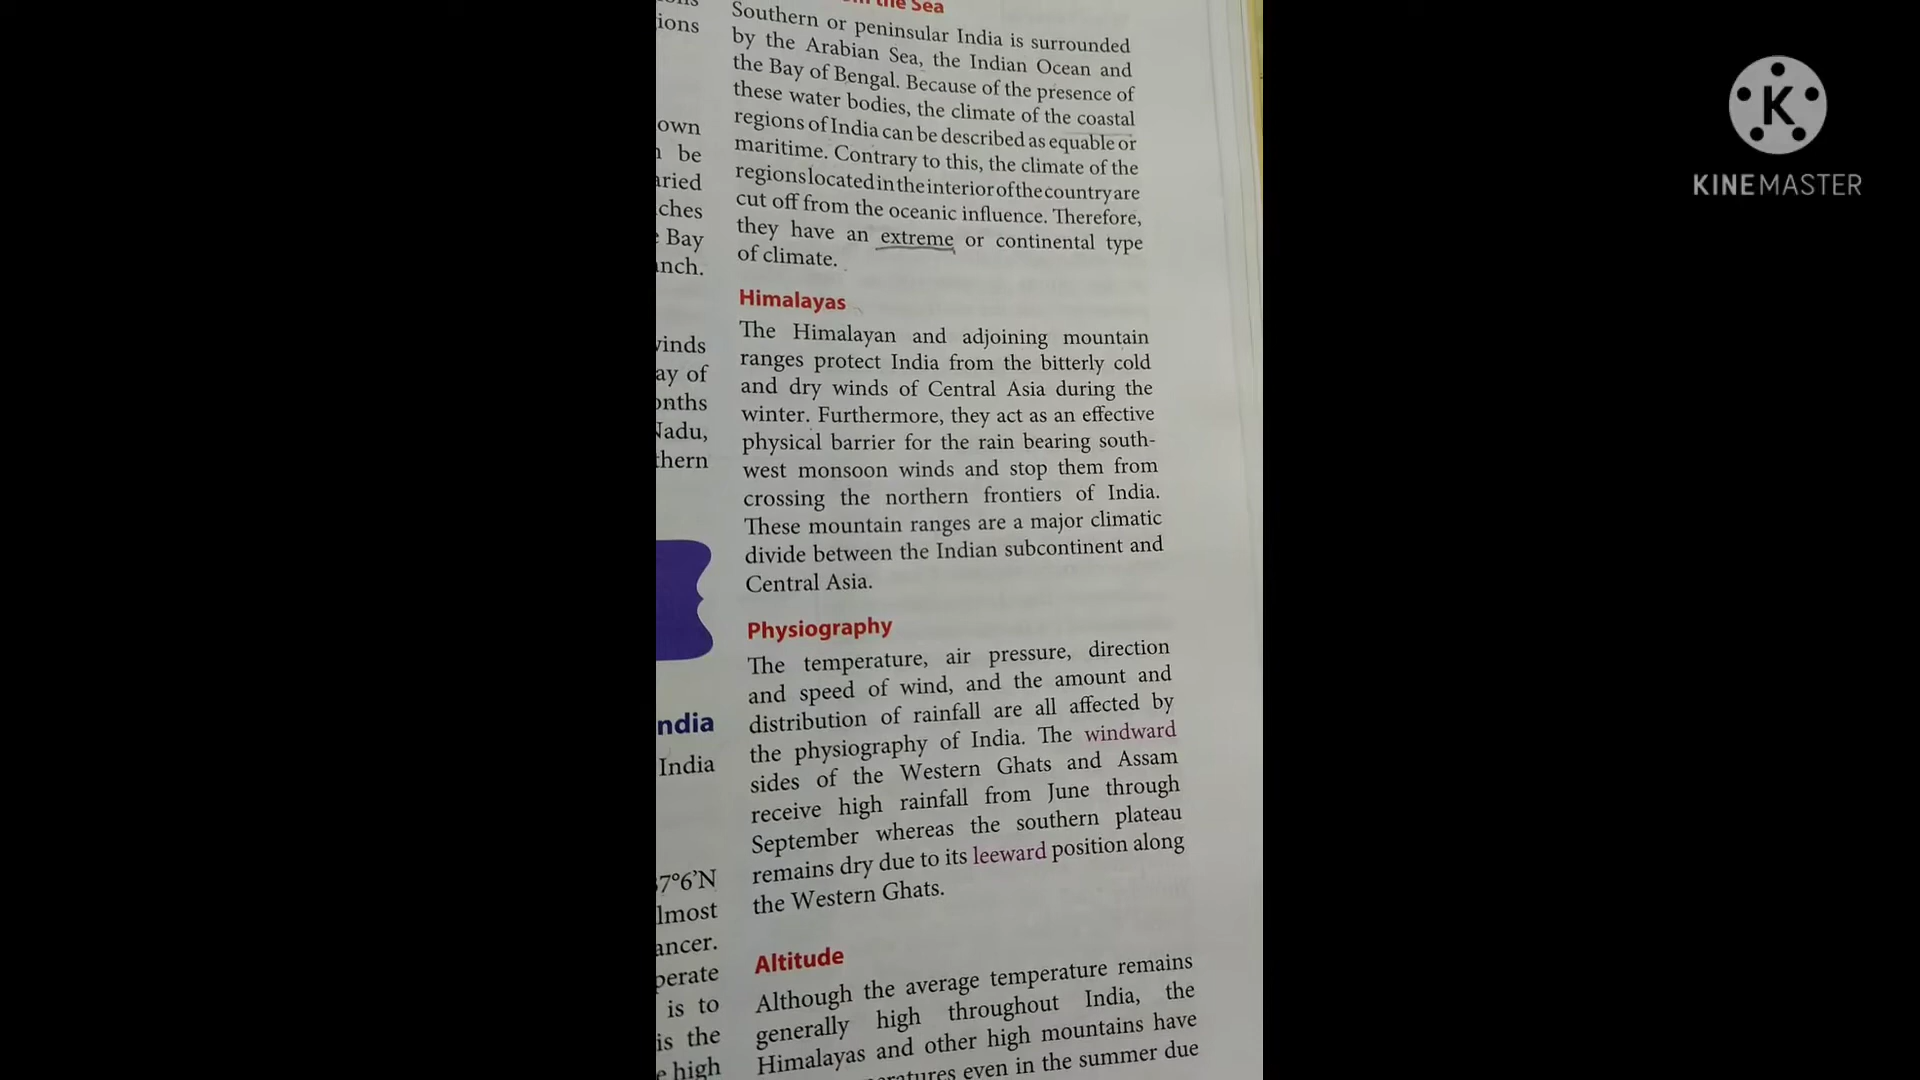 ions
own
be
aried
ches
Bay
nch.
winds
ay of
onths
Nadu,
thern
ndia
India
37°6'N
lmost
ancer.
perate
is to
is the
e high
the Sea
Southern or peninsular India is surrounded
by the Arabian Sea, the Indian Ocean and
the Bay of Bengal. Because of the presence of
these water bodies, the climate of the coastal
regions of India can be described as equable or
maritime. Contrary to this, the climate of the
regions located in the interior of the country are
cut off from the oceanic influence. Therefore,
they have an extreme or continental type
of climate.
Himalayas
The Himalayan and adjoining mountain
ranges protect India from the bitterly cold
and dry winds of Central Asia during the
winter. Furthermore, they act as an effective
physical barrier for the rain bearing south-
west monsoon winds and stop them from
crossing the northern frontiers of India.
These mountain ranges are a major climatic
divide between the Indian subcontinent and
Central Asia.
Physiography
The temperature, air pressure, direction
and speed of wind, and the amount and
distribution of rainfall are all affected by
the physiography of India. The windward
sides of the Western Ghats and Assam
receive high rainfall from June through
September whereas the southern plateau
remains dry due to its leeward position along
the Western Ghats.
Altitude
Although the average temperature remains
generally high throughout India, the
Himalayas and other high mountains have
even in the summer due
KINEMASTER